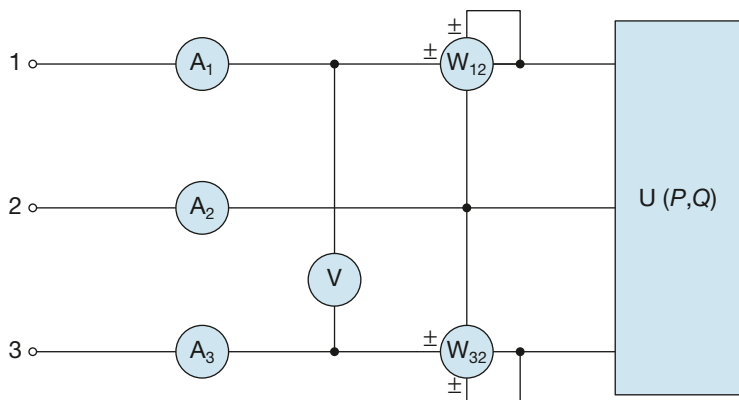 ±
1 A₁ ± W₁₂
2 A₂ U (P,Q)
V
±
3 A₃ W₃₂
±